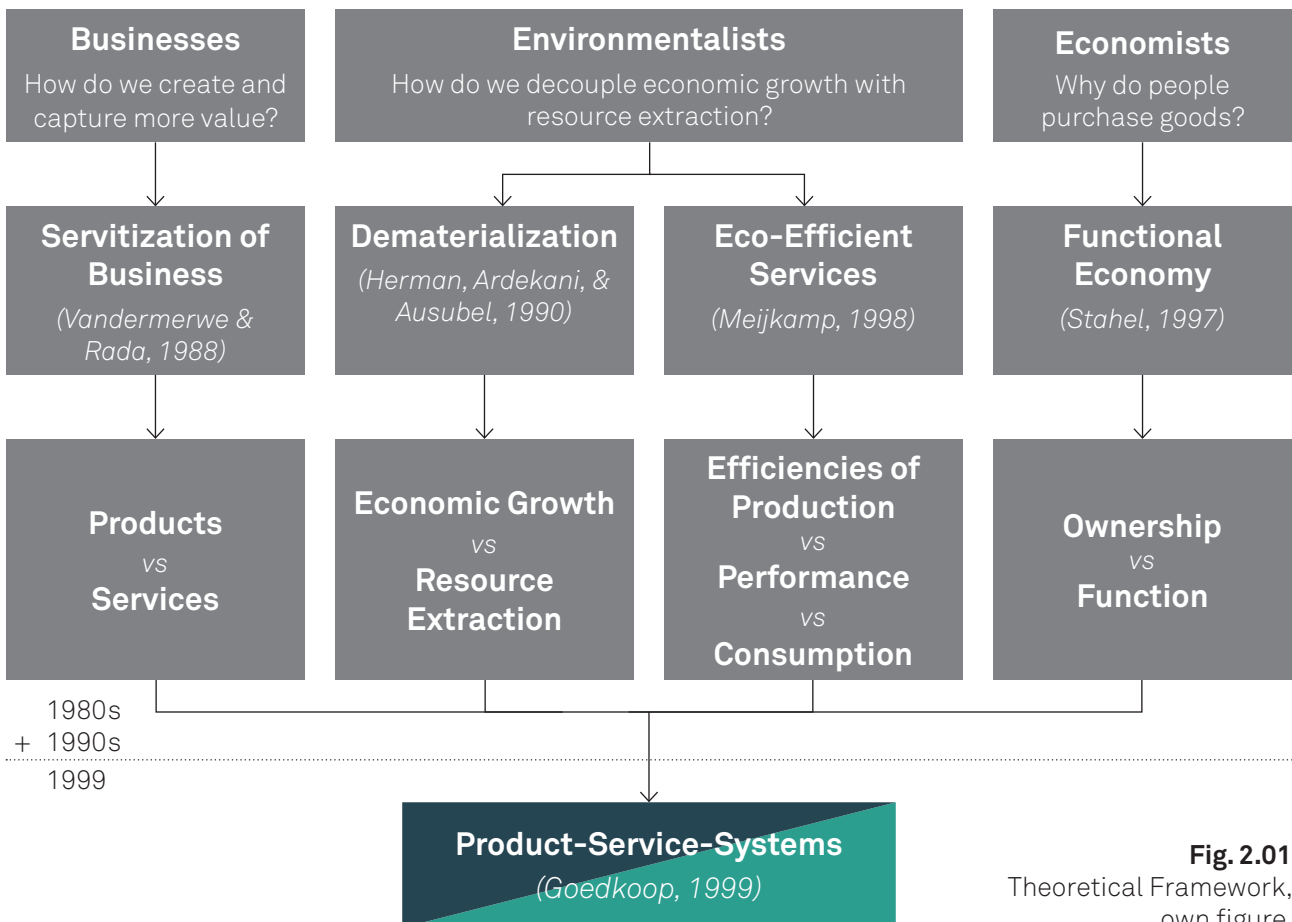 Businesses
How do we create and
capture more value?
Environmentalists
How do we decouple economic growth with
resource extraction?
Economists
Why do people
purchase goods?
Servitization of
Business
(Vandermerwe &
Rada, 1988)
Dematerialization
(Herman, Ardekani, &
Ausubel, 1990)
Eco-Efficient
Services
(Meijkamp, 1998)
Functional
Economy
(Stahel, 1997)
Products
vs
Services
Economic Growth
vs
Resource
Extraction
Efficiencies of
Production
vs
Performance
vs
Consumption
Ownership
vs
Function
1980s
+ 1990s
1999
Product-Service-Systems
(Goedkoop, 1999)
Fig. 2.01
Theoretical Framework,
own figure.